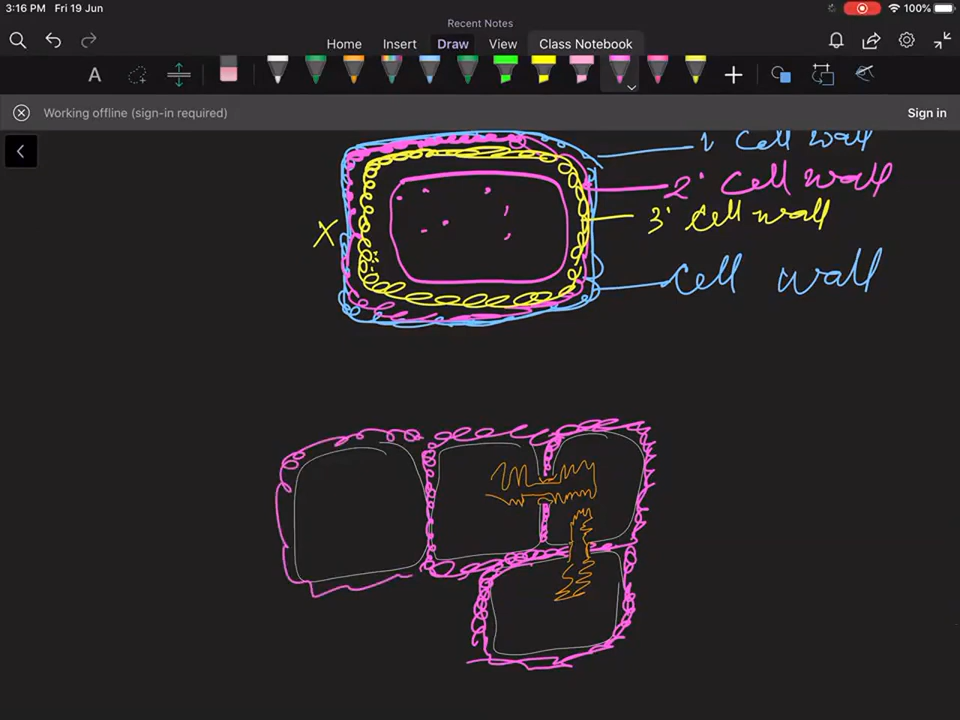 3:16 PM Fri 19 Jun
100%
Recent Notes
Home Insert Draw View Class Notebook
A
Working offline (sign-in required)
Sign in
1° Cell wall
2° Cell wall
X
3° Cell wall
Cell wall